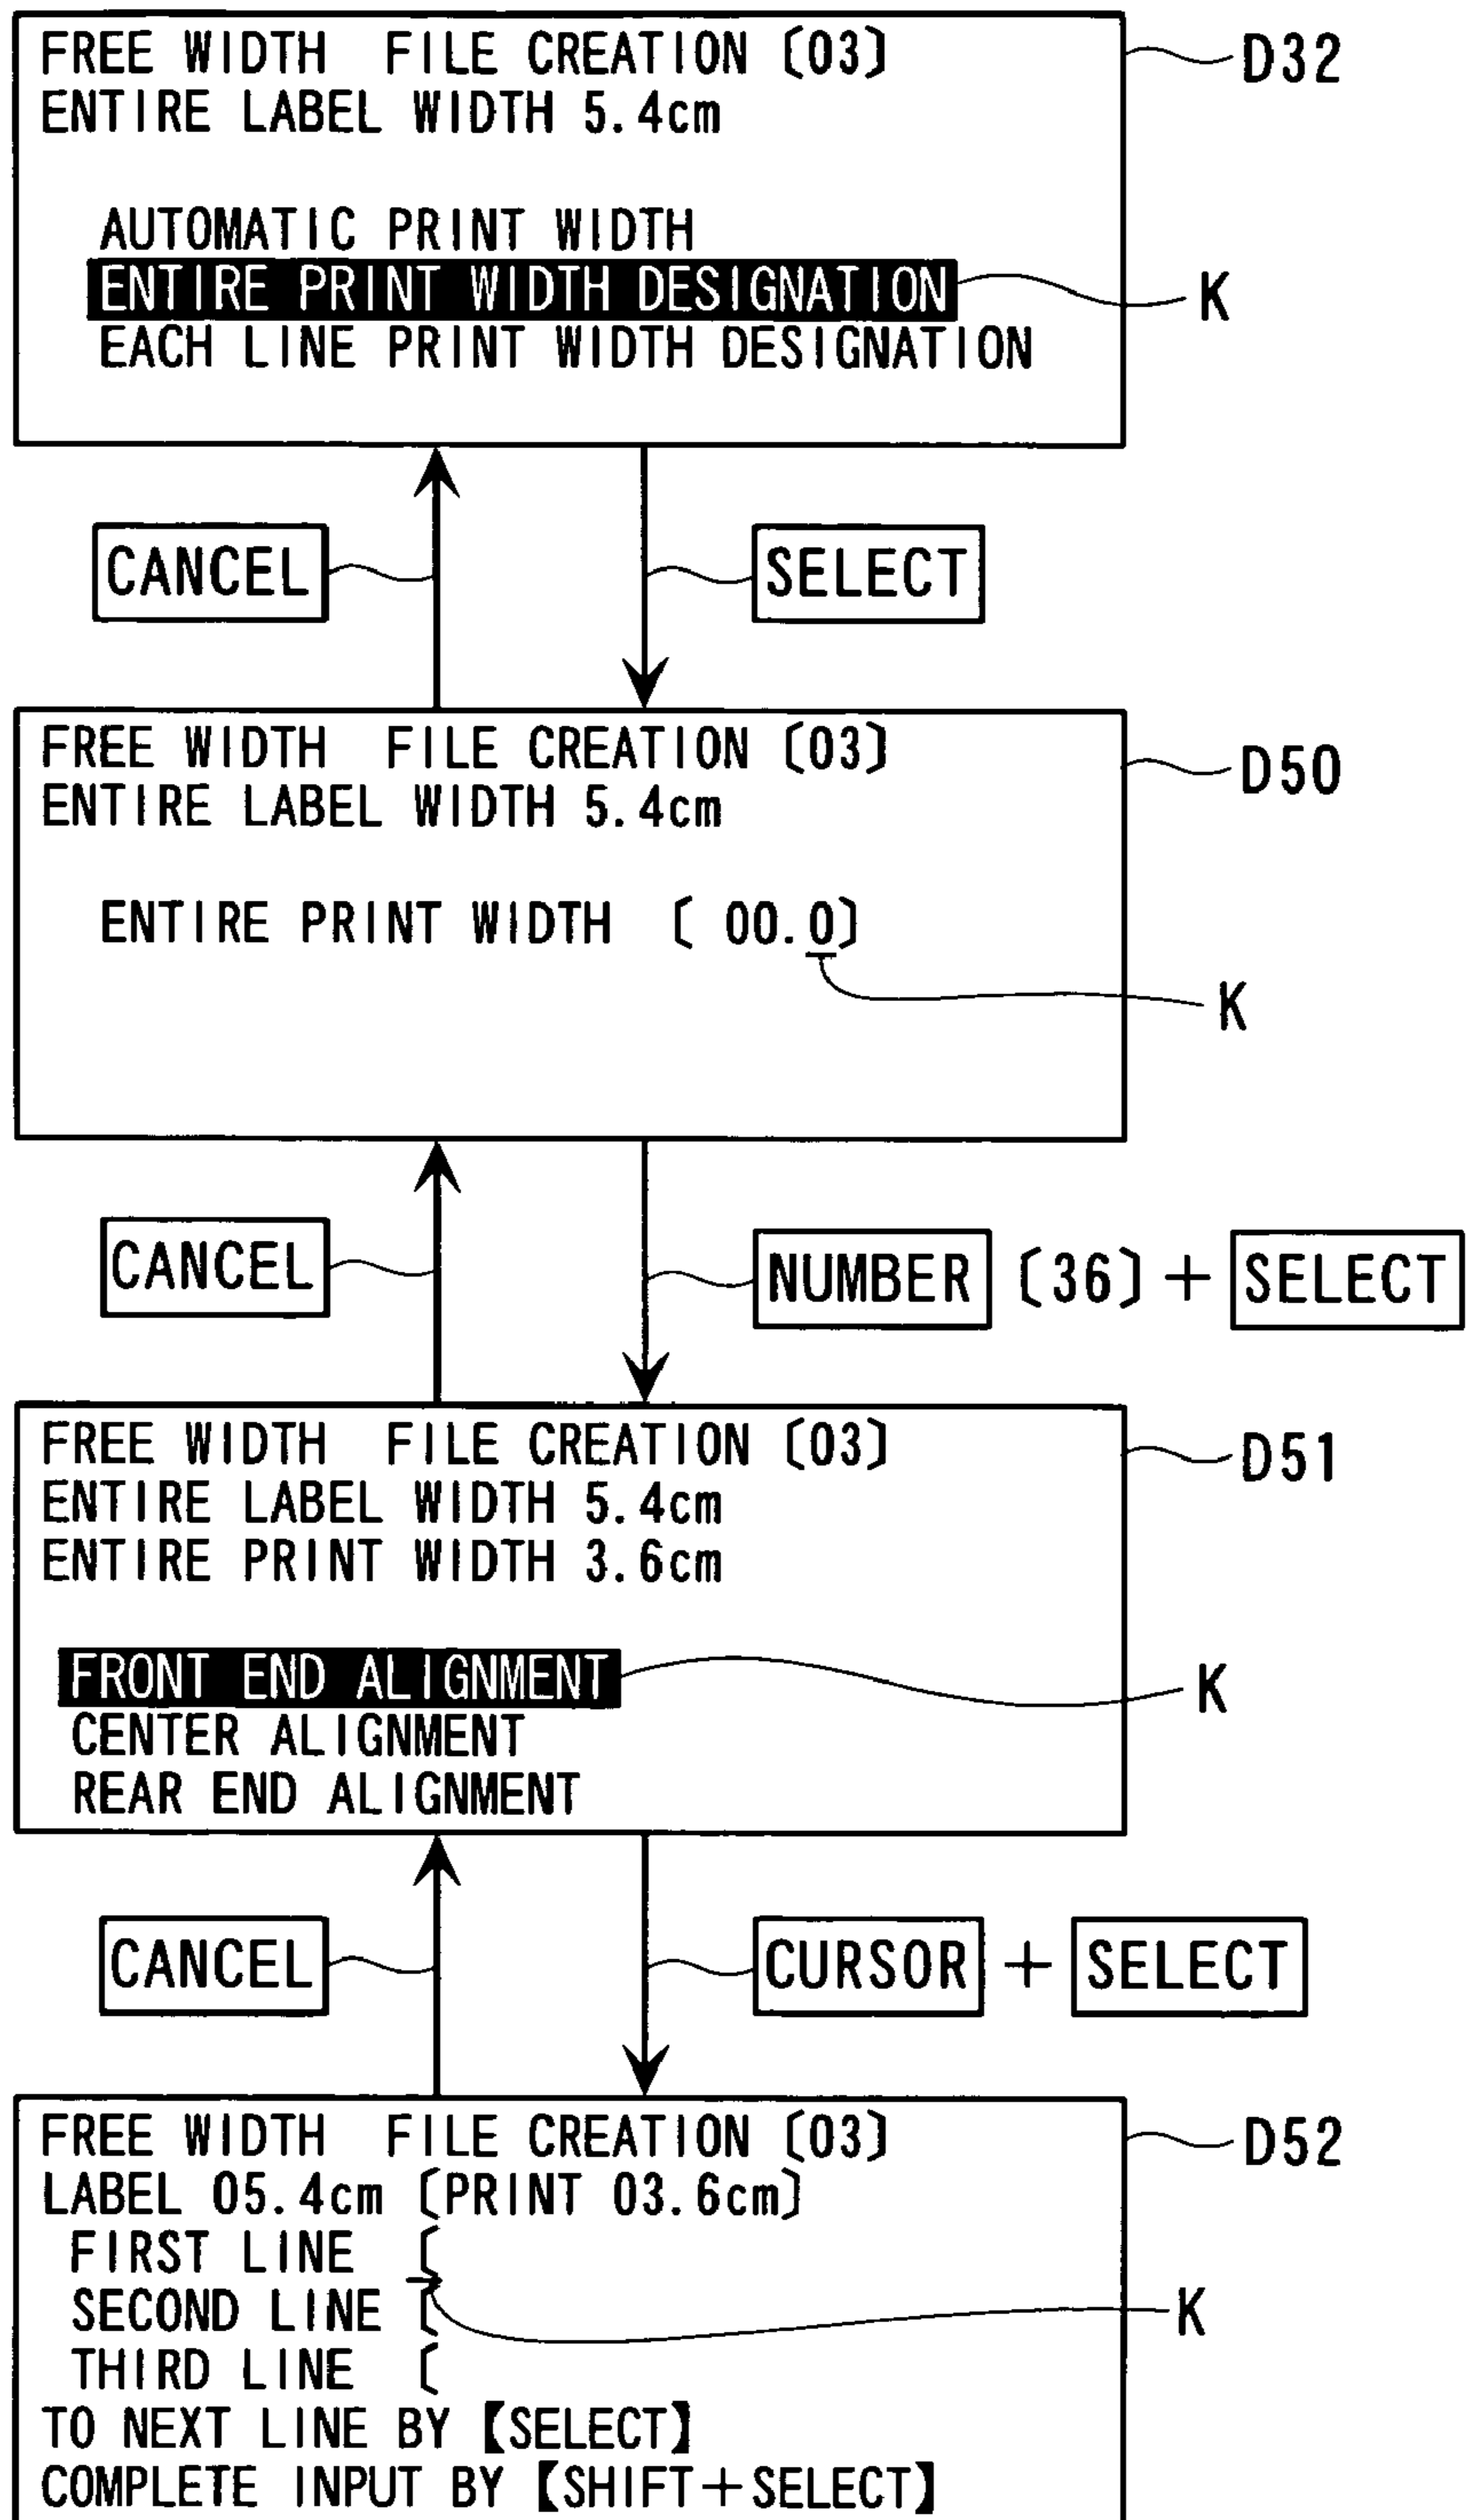 FREE WIDTH FILE CREATION [03]
D32
ENTIRE LABEL WIDTH 5.4cm
AUTOMATIC PRINT WIDTH
ENTIRE PRINT WIDTH DESIGNATION
K
EACH LINE PRINT WIDTH DESIGNATION
CANCEL
SELECT
FREE WIDTH FILE CREATION [03]
D50
ENTIRE LABEL WIDTH 5.4cm
ENTIRE PRINT WIDTH [ 00.0]
K
CANCEL
NUMBER [36] + SELECT
FREE WIDTH FILE CREATION [03]
D51
ENTIRE LABEL WIDTH 5.4cm
ENTIRE PRINT WIDTH 3.6cm
FRONT END ALIGNMENT
K
CENTER ALIGNMENT
REAR END ALIGNMENT
CANCEL
CURSOR + SELECT
FREE WIDTH FILE CREATION [03]
D52
LABEL 05.4cm [PRINT 03.6cm]
FIRST LINE [
SECOND LINE [
K
THIRD LINE [
TO NEXT LINE BY 【SELECT】
COMPLETE INPUT BY 【SHIFT+SELECT】